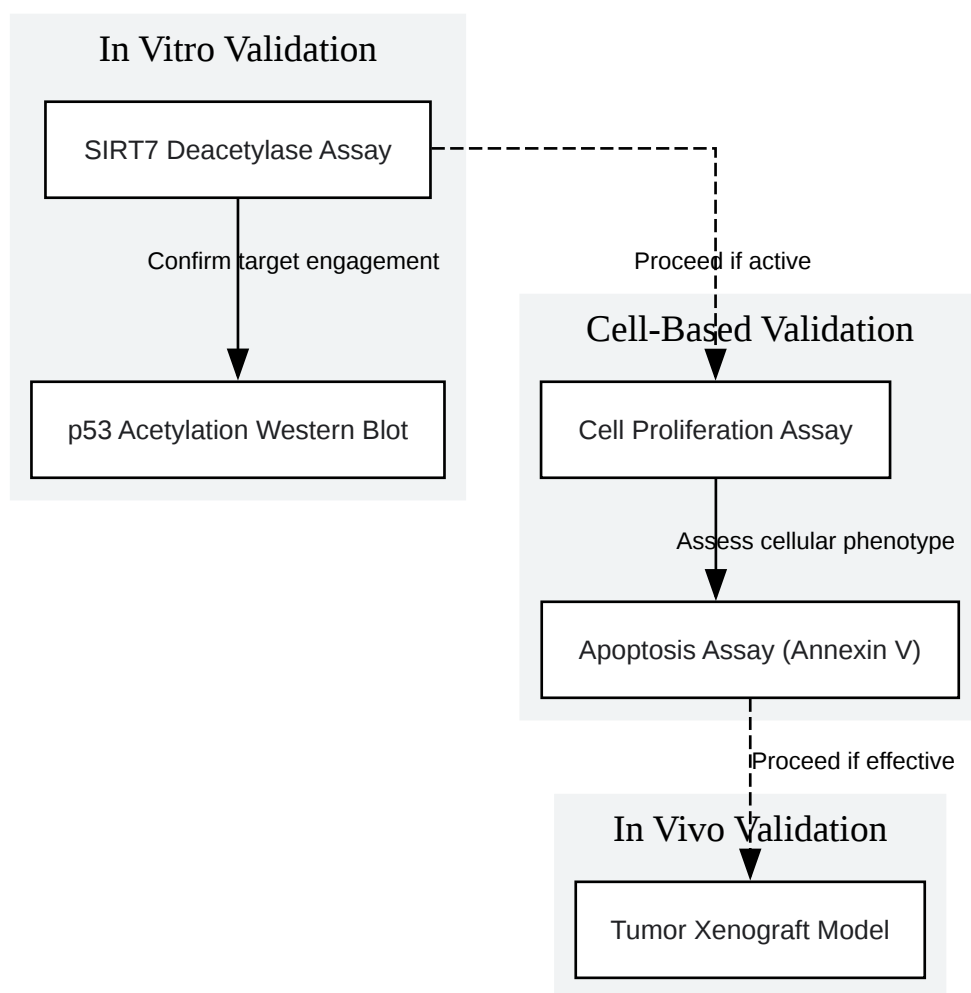 In Vitro Validation
SIRT7 Deacetylase Assay
Confirm target engagement
Proceed if active
p53 Acetylation Western Blot
Cell-Based Validation
Cell Proliferation Assay
Assess cellular phenotype
Apoptosis Assay (Annexin V)
Proceed if effective
In Vivo Validation
Tumor Xenograft Model